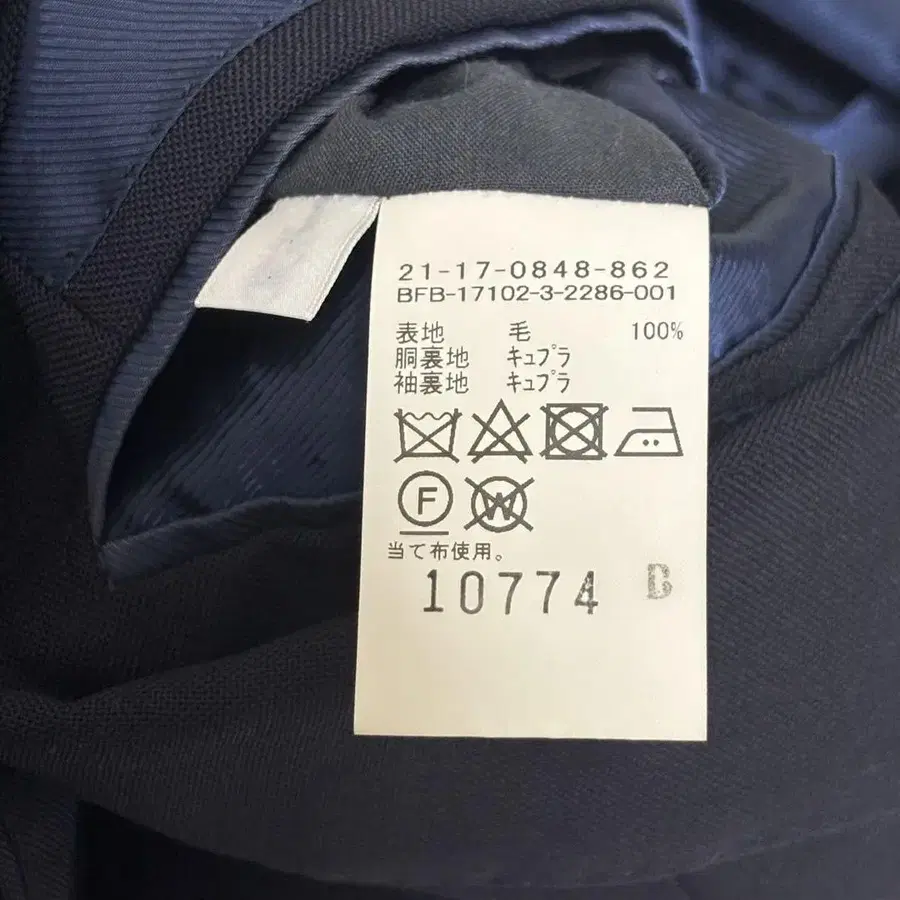 21-17-0848-862
BFB-17102-3-2286-001
表地 毛 100%
胴裏地 キュプラ
袖裏地 キュプラ
F W
当て布使用。
10774 B